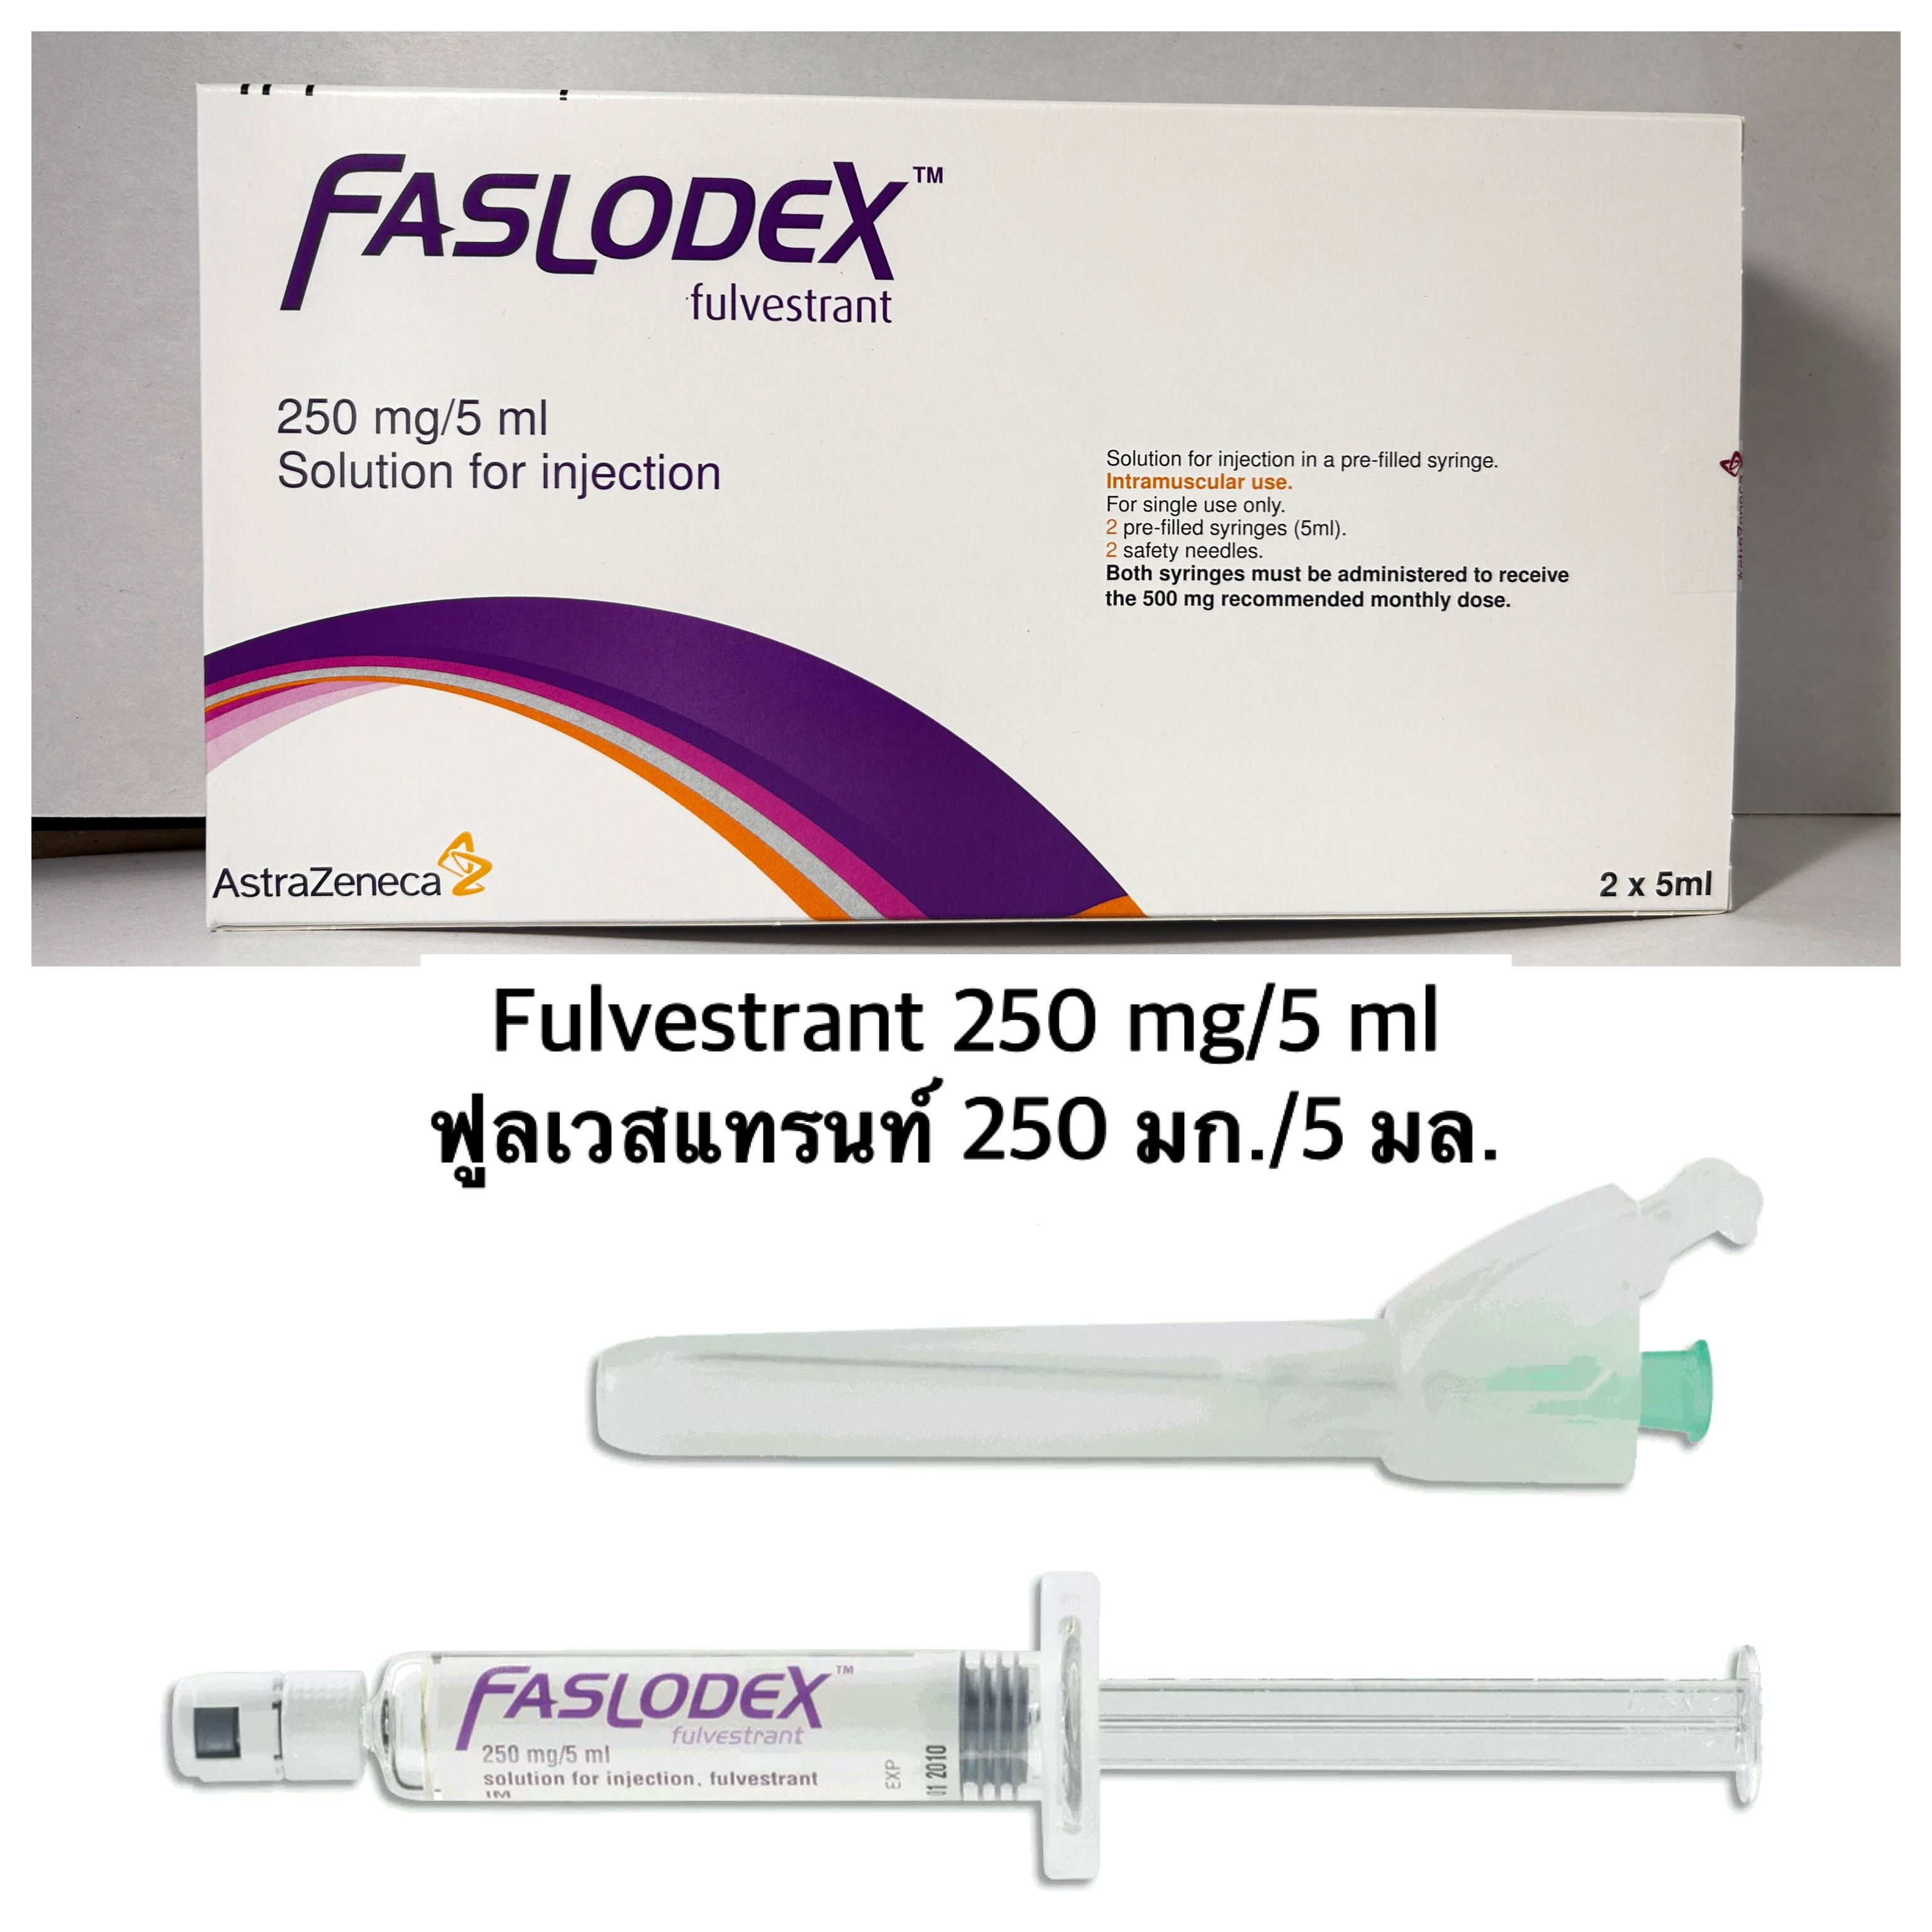 FASLODEX™
fulvestrant
250 mg/5 ml
Solution for injection
Solution for injection in a pre-filled syringe.
Intramuscular use.
For single use only.
2 pre-filled syringes (5ml).
2 safety needles.
Both syringes must be administered to receive
the 500 mg recommended monthly dose.
AstraZeneca
2 x 5ml
Fulvestrant 250 mg/5 ml
ฟูลเวสแทรนท์ 250 มก./5 มล.
FASLODEX™
fulvestrant
250 mg/5 ml
solution for injection, fulvestrant
IM
EXP
01 2010